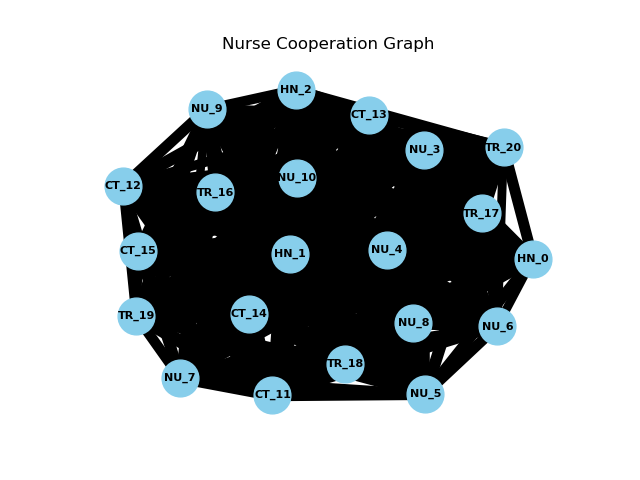 Nurse Cooperation Graph
HN_2
NU_9
CT_13
TR_20
NU_3
NU_10
CT_12
TR_16
TR_17
CT_15
NU_4
HN_1
HN_0
CT_14
TR_19
NU_8
NU_6
TR_18
NU_7
NU_5
CT_11